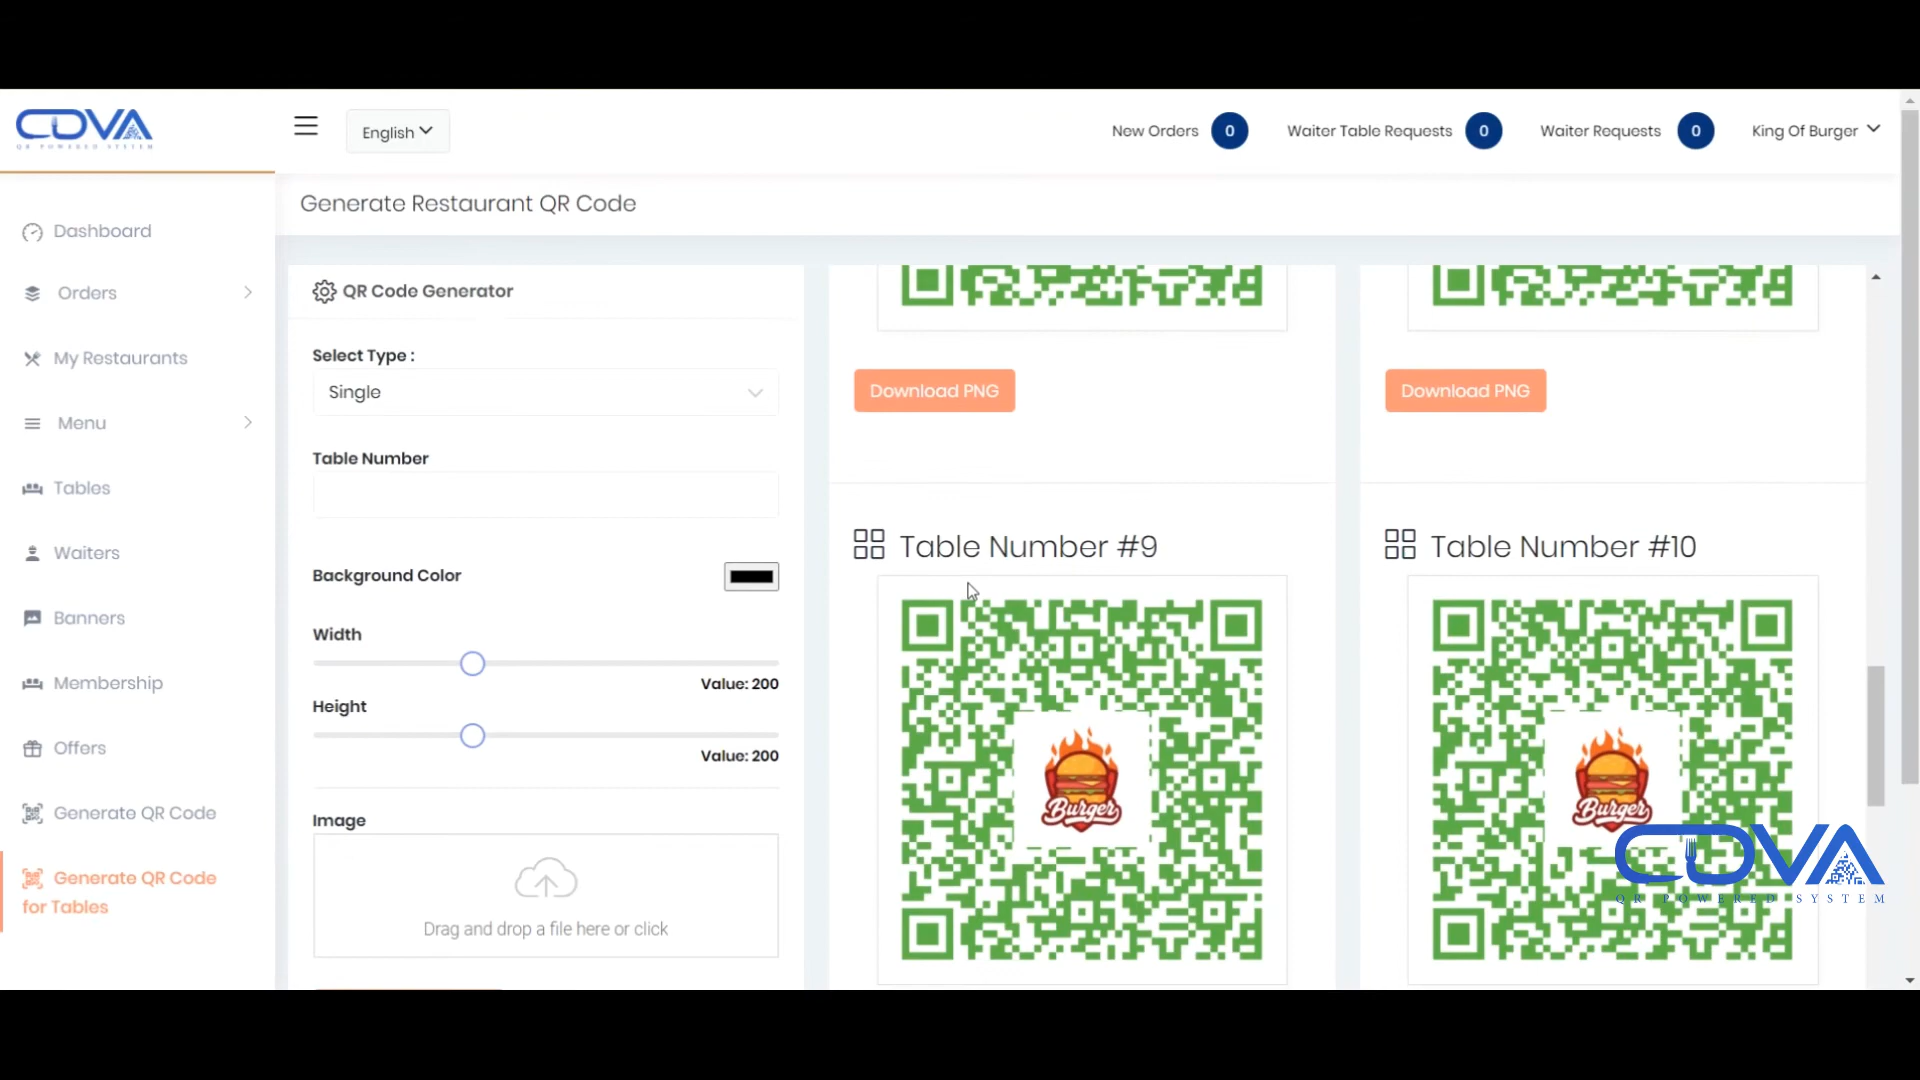 CDVA
QR POWERED SYSTEM
English
New Orders 0
Waiter Table Requests 0
Waiter Requests 0
King Of Burger
Generate Restaurant QR Code
Dashboard
Orders
My Restaurants
Menu
Tables
Waiters
Banners
Membership
Offers
Generate QR Code
Generate QR Code
for Tables
QR Code Generator
Select Type :
Single
Table Number
Background Color
Width
Value: 200
Height
Value: 200
Image
Drag and drop a file here or click
Download PNG
Download PNG
Table Number #9
Table Number #10
Burger
Burger
CDVA
QR POWERED SYSTEM